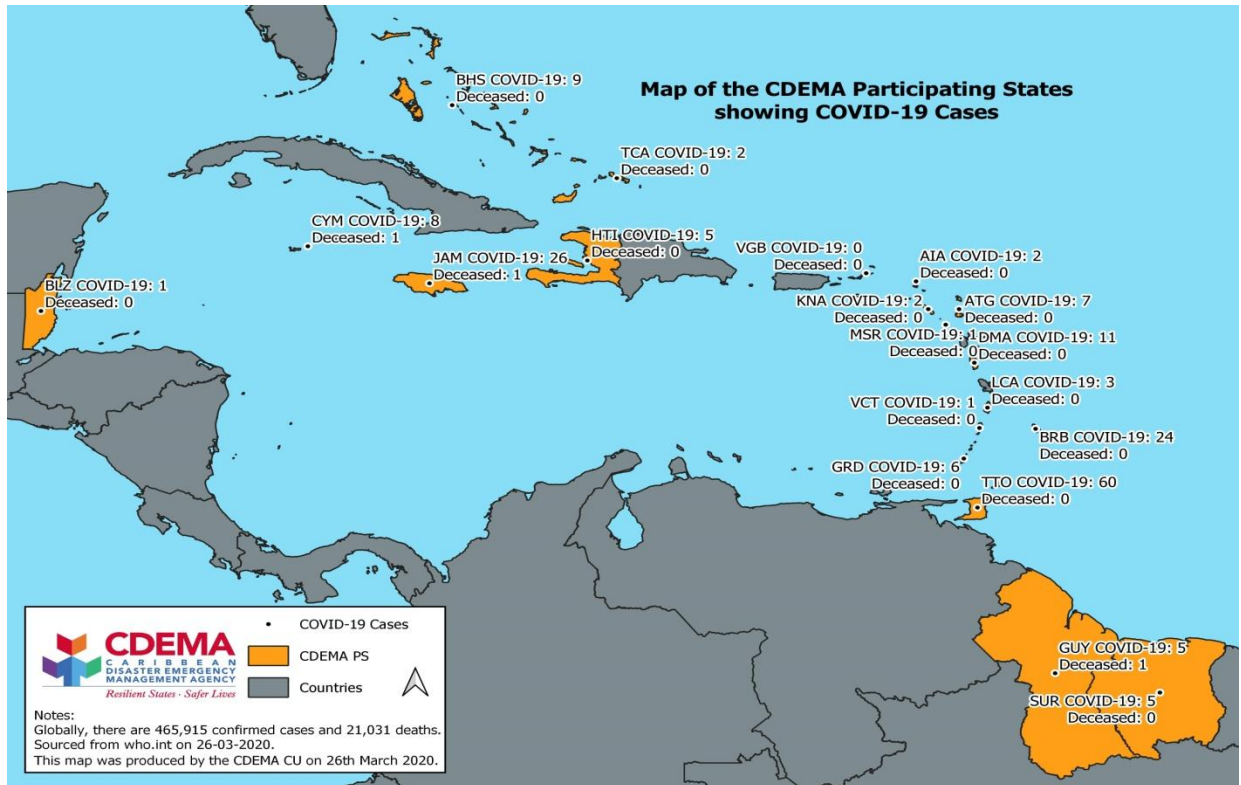 Map of the CDEMA Participating States
showing COVID-19 Cases
BHS COVID-19: 9
Deceased: 0
TCA COVID-19: 2
Deceased: 0
CYM COVID-19: 8
Deceased: 1
HTI COVID-19: 5
Deceased: 0
JAM COVID-19: 26
Deceased: 1
BLZ COVID-19: 1
Deceased: 0
VGB COVID-19: 0
Deceased: 0
AIA COVID-19: 2
Deceased: 0
KNA COVID-19: 2
Deceased: 0
ATG COVID-19: 7
Deceased: 0
MSR COVID-19: 1
Deceased: 0
DMA COVID-19: 11
Deceased: 0
LCA COVID-19: 3
Deceased: 0
VCT COVID-19: 1
Deceased: 0
BRB COVID-19: 24
Deceased: 0
GRD COVID-19: 6
Deceased: 0
TTO COVID-19: 60
Deceased: 0
GUY COVID-19: 5
Deceased: 1
SUR COVID-19: 5
Deceased: 0
CDEMA
CARIBBEAN
DISASTER EMERGENCY
MANAGEMENT AGENCY
Resilient States · Safer Lives
COVID-19 Cases
CDEMA PS
Countries
Notes:
Globally, there are 465,915 confirmed cases and 21,031 deaths.
Sourced from who.int on 26-03-2020.
This map was produced by the CDEMA CU on 26th March 2020.